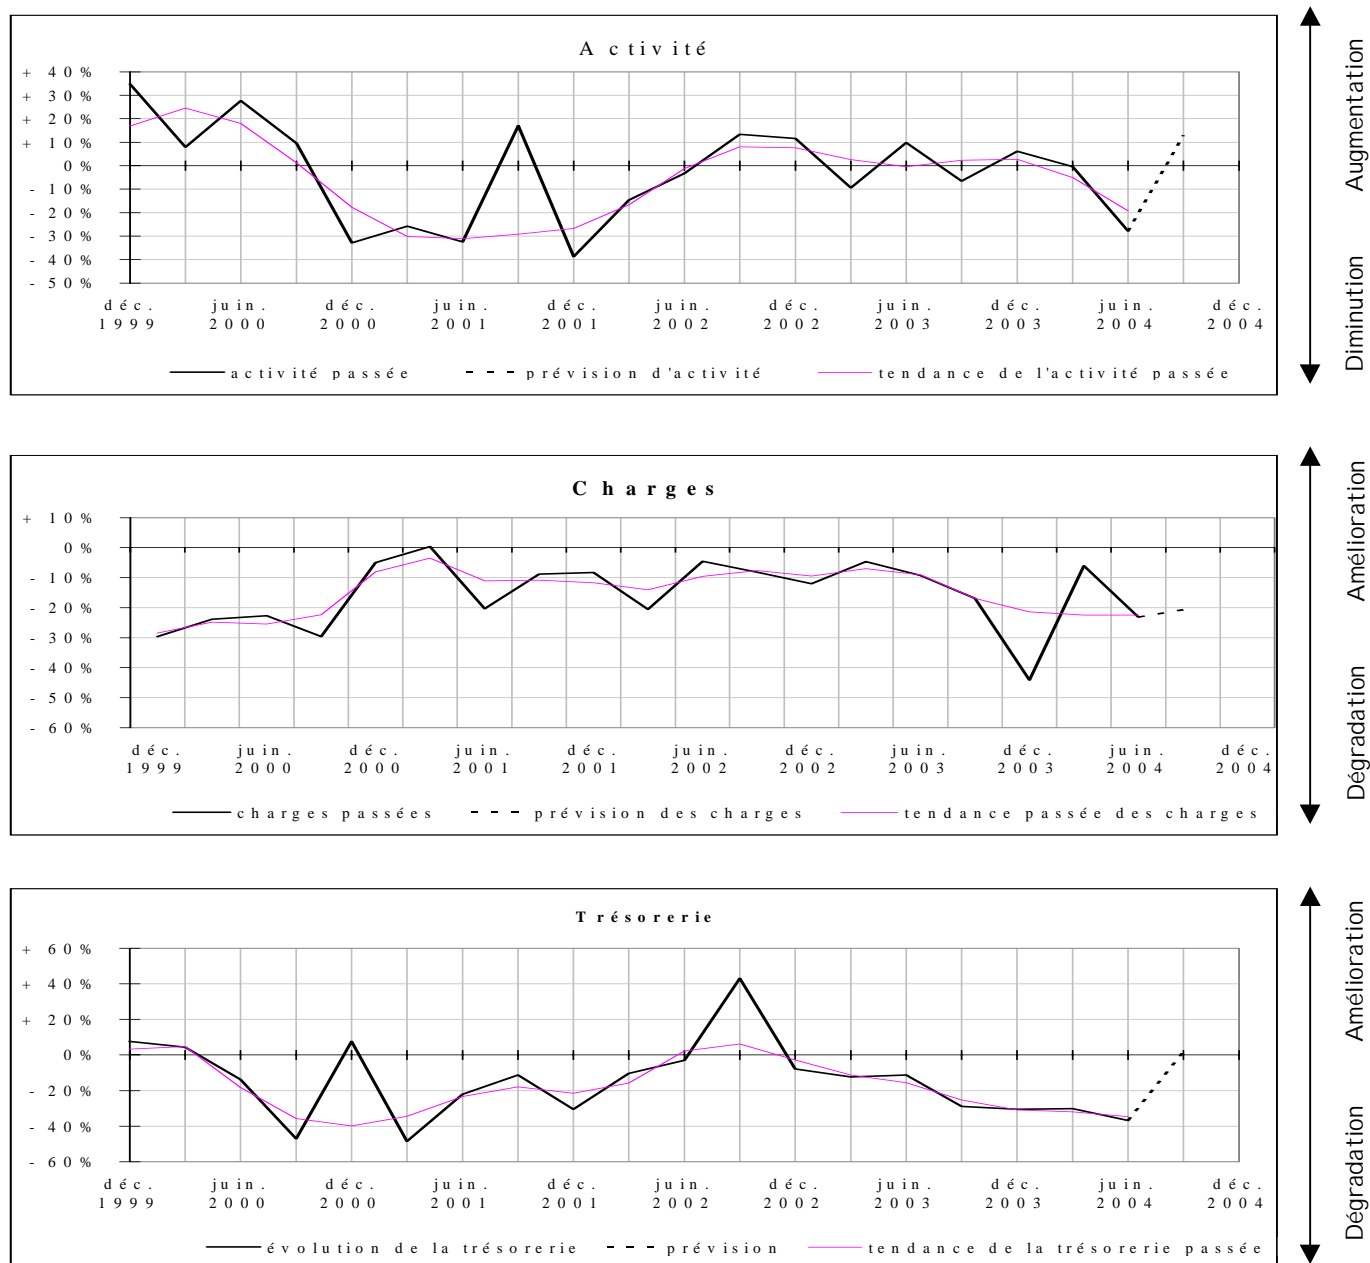 Activité
+ 40%
+ 30%
+ 20%
+ 10%
0%
- 10%
- 20%
- 30%
- 40%
- 50%
déc. 1999
juin. 2000
déc. 2000
juin. 2001
déc. 2001
juin. 2002
déc. 2002
juin. 2003
déc. 2003
juin. 2004
déc. 2004
activité passée
prévision d'activité
tendance de l'activité passée
Augmentation
Diminution
Charges
+ 10%
0%
- 10%
- 20%
- 30%
- 40%
- 50%
- 60%
déc. 1999
juin. 2000
déc. 2000
juin. 2001
déc. 2001
juin. 2002
déc. 2002
juin. 2003
déc. 2003
juin. 2004
déc. 2004
charges passées
prévision des charges
tendance passée des charges
Amélioration
Dégradation
Trésorerie
+ 60%
+ 40%
+ 20%
0%
- 20%
- 40%
- 60%
déc. 1999
juin. 2000
déc. 2000
juin. 2001
déc. 2001
juin. 2002
déc. 2002
juin. 2003
déc. 2003
juin. 2004
déc. 2004
évolution de la trésorerie
prévision
tendance de la trésorerie passée
Amélioration
Dégradation